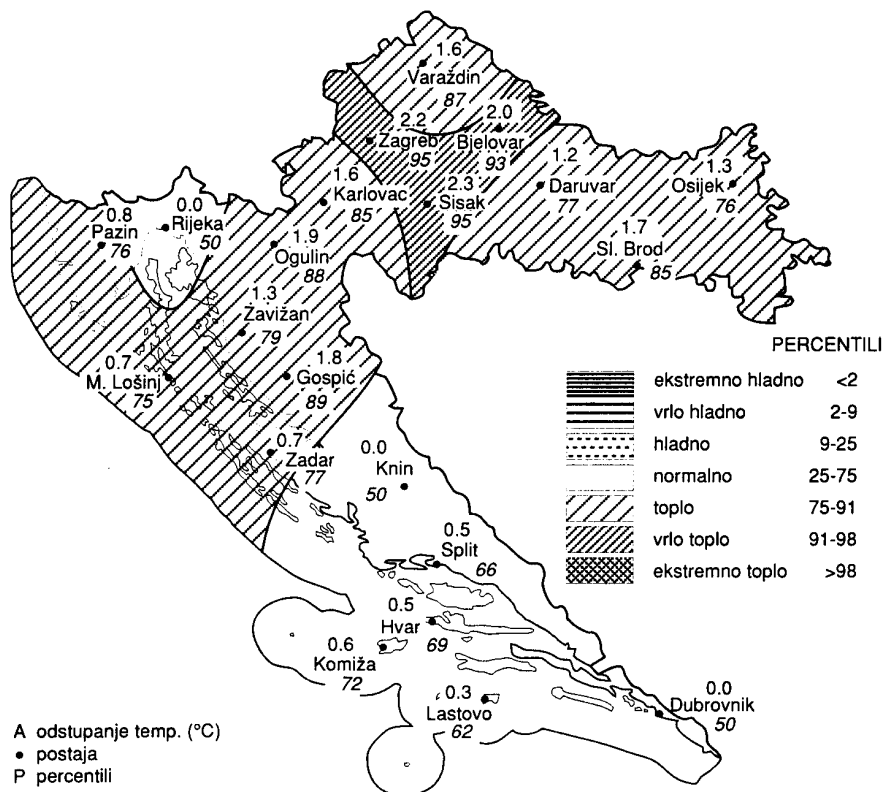 1.6
Varaždin
87
2.2
Zagreb
95
2.0
Bjelovar
93
1.6
Karlovac
85
2.3
Sisak
95
1.2
Daruvar
77
1.3
Osijek
76
1.7
Sl. Brod
85
0.8
Pazin
76
0.0
Rijeka
50
1.9
Ogulin
88
1.3
Zavižan
79
0.7
M. Lošinj
75
1.8
Gospić
89
0.7
Zadar
77
0.0
Knin
50
0.5
Split
66
0.5
Hvar
69
0.6
Komiža
72
0.3
Lastovo
62
0.0
Dubrovnik
50
PERCENTILI
ekstremno hladno <2
vrlo hladno 2-9
hladno 9-25
normalno 25-75
toplo 75-91
vrlo toplo 91-98
ekstremno toplo >98
A odstupanje temp. (°C)
• postaja
P percentili